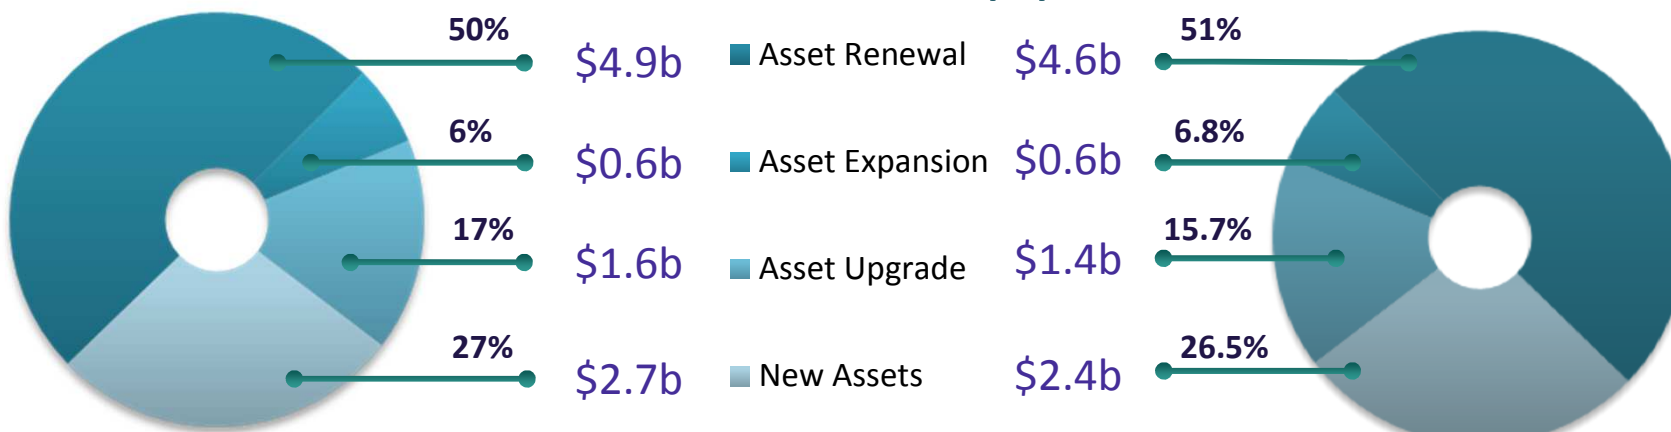 50%
$4.9b
Asset Renewal
$4.6b
51%
6%
$0.6b
Asset Expansion
$0.6b
6.8%
17%
$1.6b
Asset Upgrade
$1.4b
15.7%
27%
$2.7b
New Assets
$2.4b
26.5%